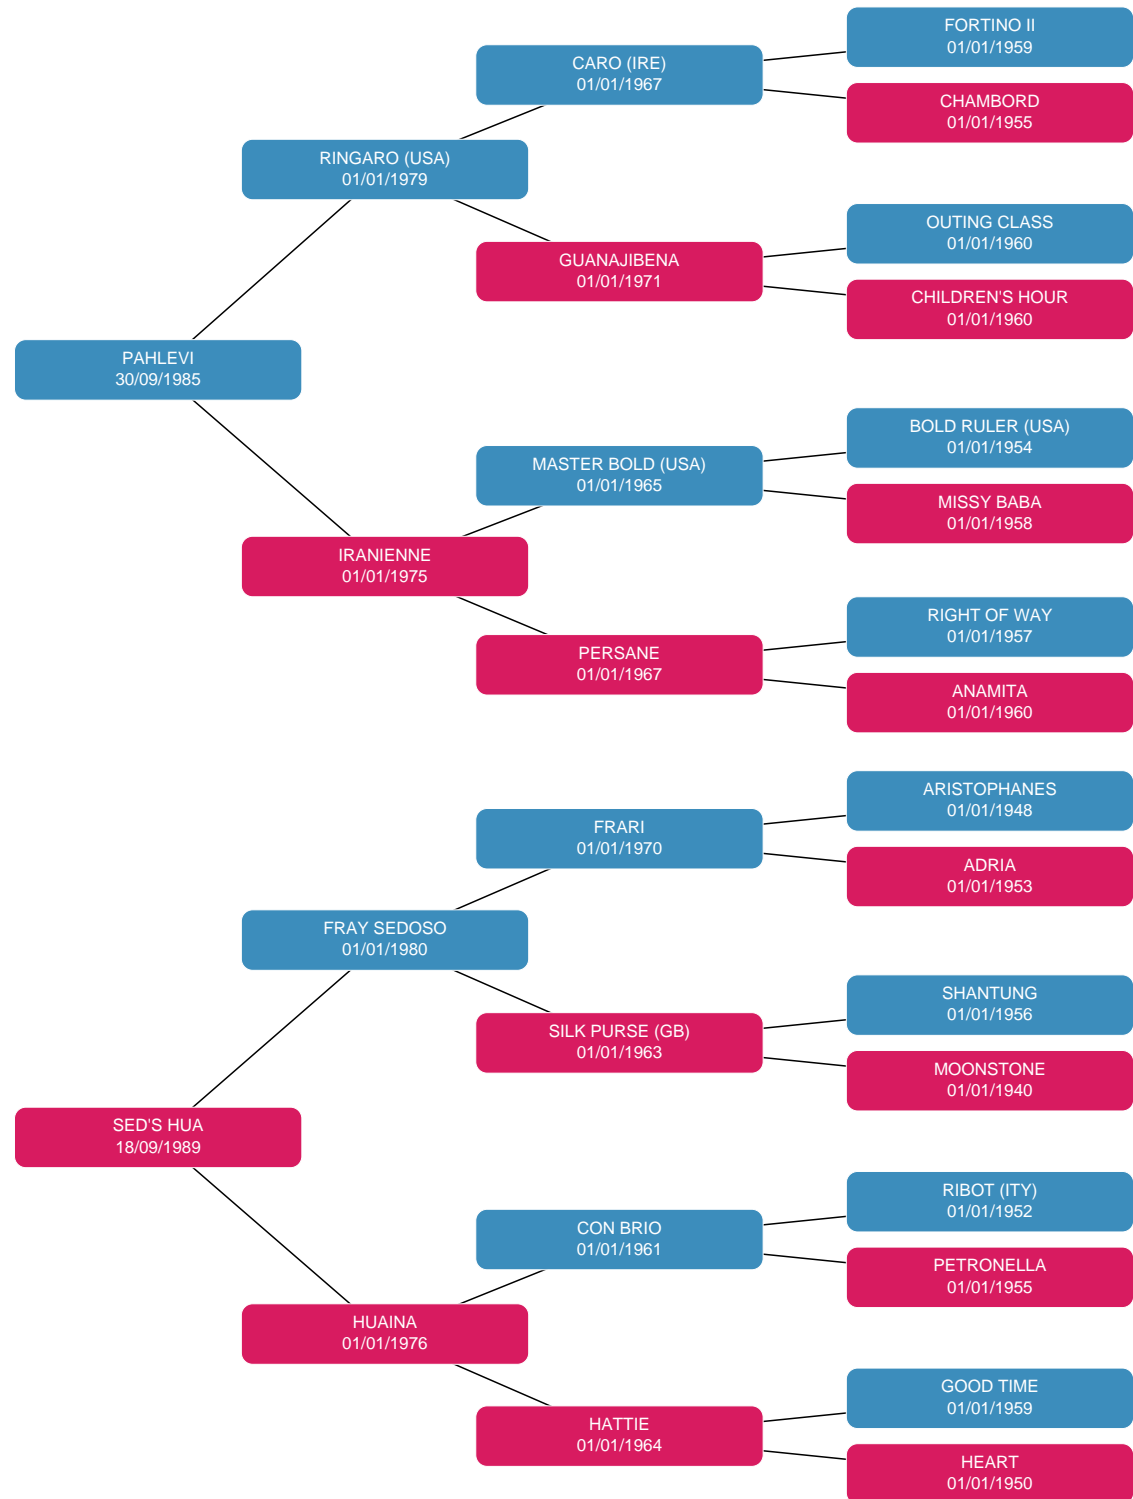 FORTINO II
01/01/1959
CARO (IRE)
01/01/1967
CHAMBORD
01/01/1955
RINGARO (USA)
01/01/1979
OUTING CLASS
01/01/1960
GUANAJIBENA
01/01/1971
CHILDREN'S HOUR
01/01/1960
PAHLEVI
30/09/1985
BOLD RULER (USA)
01/01/1954
MASTER BOLD (USA)
01/01/1965
MISSY BABA
01/01/1958
IRANIENNE
01/01/1975
RIGHT OF WAY
01/01/1957
PERSANE
01/01/1967
ANAMITA
01/01/1960
ARISTOPHANES
01/01/1948
FRARI
01/01/1970
ADRIA
01/01/1953
FRAY SEDOSO
01/01/1980
SHANTUNG
01/01/1956
SILK PURSE (GB)
01/01/1963
MOONSTONE
01/01/1940
SED'S HUA
18/09/1989
RIBOT (ITY)
01/01/1952
CON BRIO
01/01/1961
PETRONELLA
01/01/1955
HUAINA
01/01/1976
GOOD TIME
01/01/1959
HATTIE
01/01/1964
HEART
01/01/1950